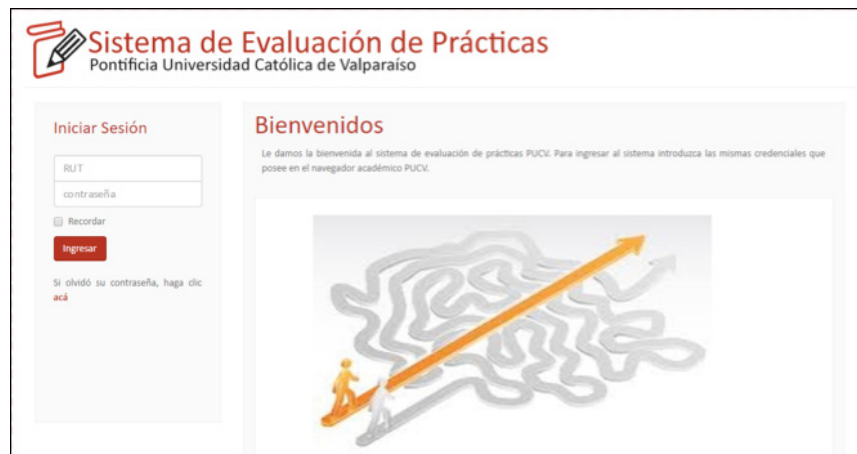 Sistema de Evaluación de Prácticas
Pontificia Universidad Católica de Valparaíso
Iniciar Sesión
RUT
contraseña
Recordar
Ingresar
Si olvidó su contraseña, haga clic
acá
Bienvenidos
Le damos la bienvenida al sistema de evaluación de prácticas PUCV. Para ingresar al sistema introduzca las mismas credenciales que
posee en el navegador académico PUCV.